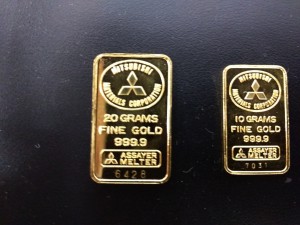 MITSUBISHI
MATERIALS CORPORATION
20 GRAMS
FINE GOLD
999.9
ASSAYER
MELTER
6428
MITSUBISHI
MATERIALS CORPORATION
10 GRAMS
FINE GOLD
999.9
ASSAYER
MELTER
7031